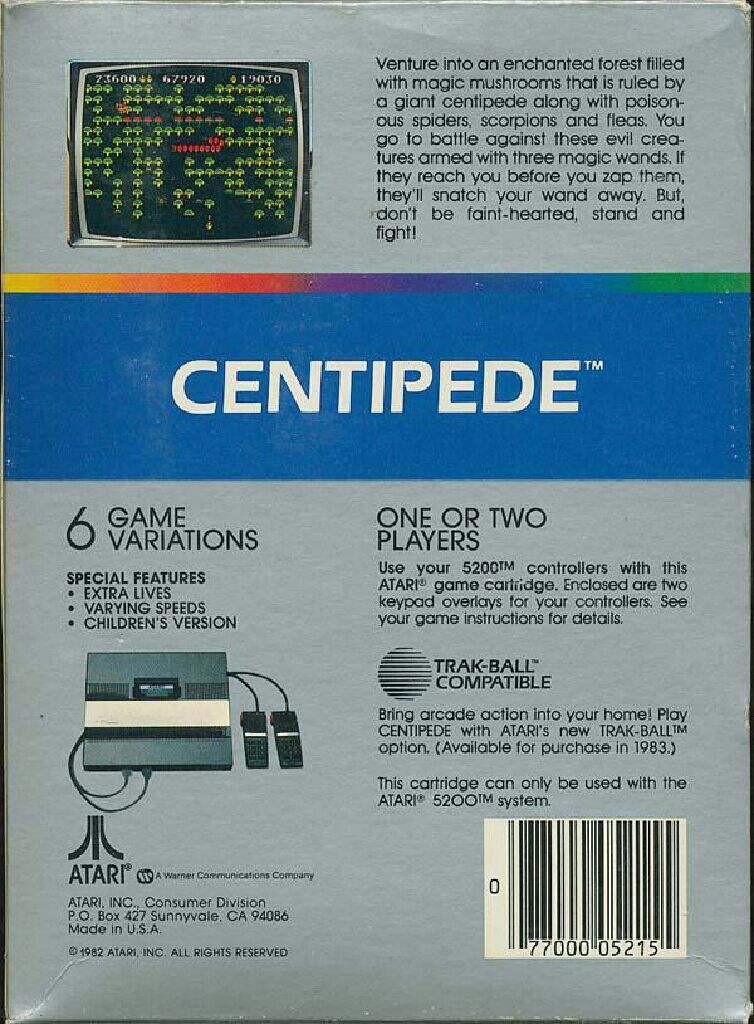 23600 67920 19030
Venture into an enchanted forest filled
with magic mushrooms that is ruled by
a giant centipede along with poison-
ous spiders, scorpions and fleas. You
go to battle against these evil crea-
tures armed with three magic wands. If
they reach you before you zap them,
they'll snatch your wand away. But,
don't be faint-hearted, stand and
fight!
CENTIPEDE™
6 GAME
VARIATIONS
SPECIAL FEATURES
• EXTRA LIVES
• VARYING SPEEDS
• CHILDREN'S VERSION
ONE OR TWO
PLAYERS
Use your 5200™ controllers with this
ATARI® game cartridge. Enclosed are two
keypad overlays for your controllers. See
your game instructions for details.
TRAK-BALL™
COMPATIBLE
Bring arcade action into your home! Play
CENTIPEDE with ATARI's new TRAK-BALL™
option. (Available for purchase in 1983.)
This cartridge can only be used with the
ATARI® 5200™ system.
ATARI® A Warner Communications Company
ATARI, INC., Consumer Division
P.O. Box 427 Sunnyvale, CA 94086
Made in U.S.A.
© 1982 ATARI, INC. ALL RIGHTS RESERVED
0 77000 05215